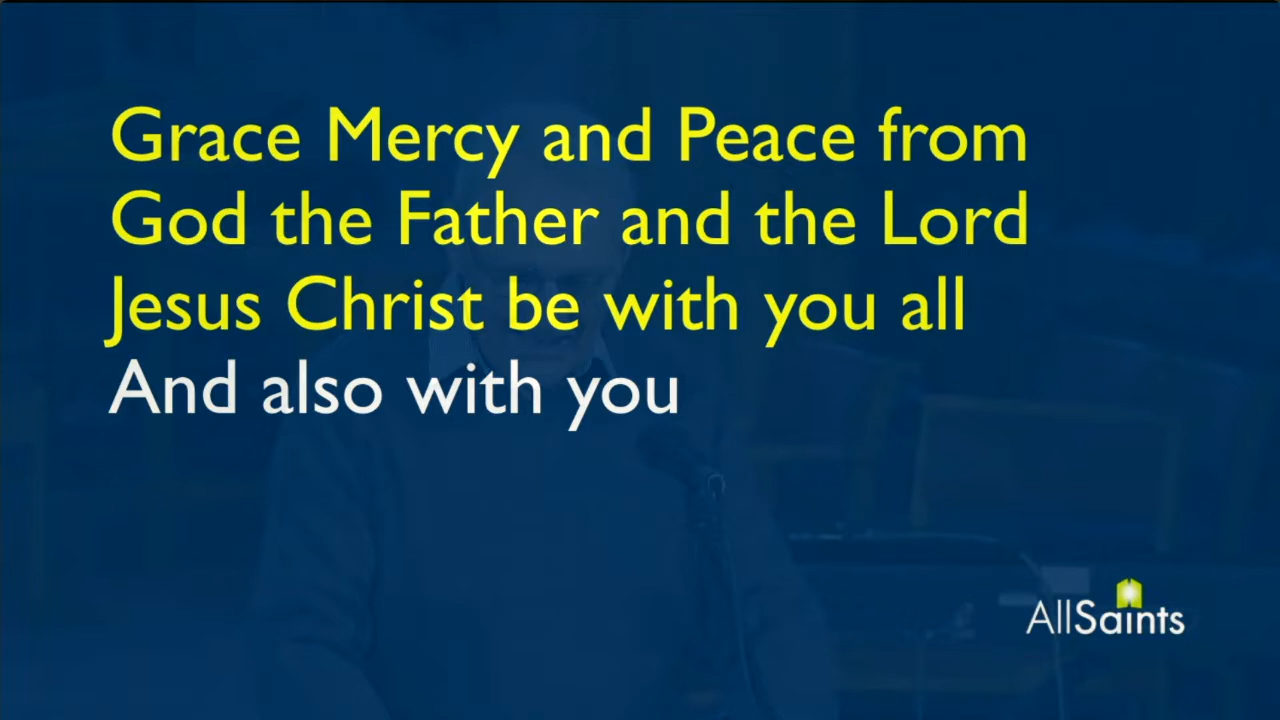 Grace Mercy and Peace from
God the Father and the Lord
Jesus Christ be with you all
And also with you
AllSaints